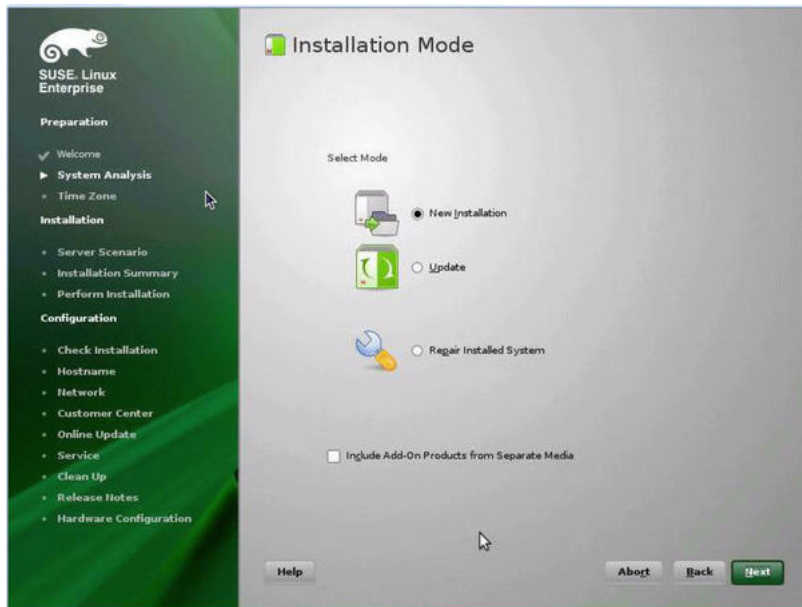 SUSE. Linux
Enterprise
Preparation
Welcome
System Analysis
Time Zone
Installation
Server Scenario
Installation Summary
Perform Installation
Configuration
Check Installation
Hostname
Network
Customer Center
Online Update
Service
Clean Up
Release Notes
Hardware Configuration
Installation Mode
Select Mode
New Installation
Update
Repair Installed System
Include Add-On Products from Separate Media
Help
Abort
Back
Next